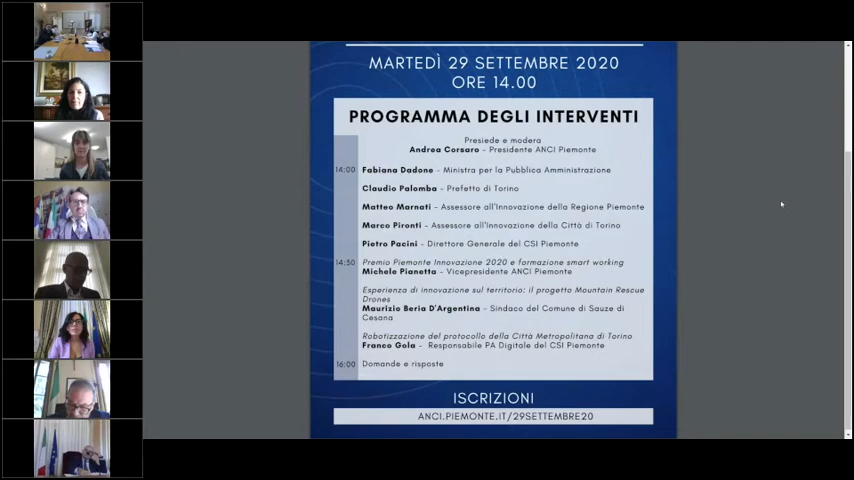 MARTEDÌ 29 SETTEMBRE 2020
ORE 14.00
PROGRAMMA DEGLI INTERVENTI
Presiede e modera
Andrea Corsaro - Presidente ANCI Piemonte
14:00 Fabiana Dadone - Ministra per la Pubblica Amministrazione
Claudio Palomba - Prefetto di Torino
Matteo Marnati - Assessore all'Innovazione della Regione Piemonte
Marco Pironti - Assessore all'Innovazione della Città di Torino
Pietro Pacini - Direttore Generale del CSI Piemonte
14:30 Premio Piemonte Innovazione 2020 e formazione smart working
Michele Pianetta - Vicepresidente ANCI Piemonte
Esperienza di innovazione sul territorio: il progetto Mountain Rescue
Drones
Maurizio Beria D'Argentina - Sindaco del Comune di Sauze di
Cesana
Robotizzazione del protocollo della Città Metropolitana di Torino
Franco Gola - Responsabile PA Digitale del CSI Piemonte
16:00 Domande e risposte
ISCRIZIONI
ANCI.PIEMONTE.IT/29SETTEMBRE20